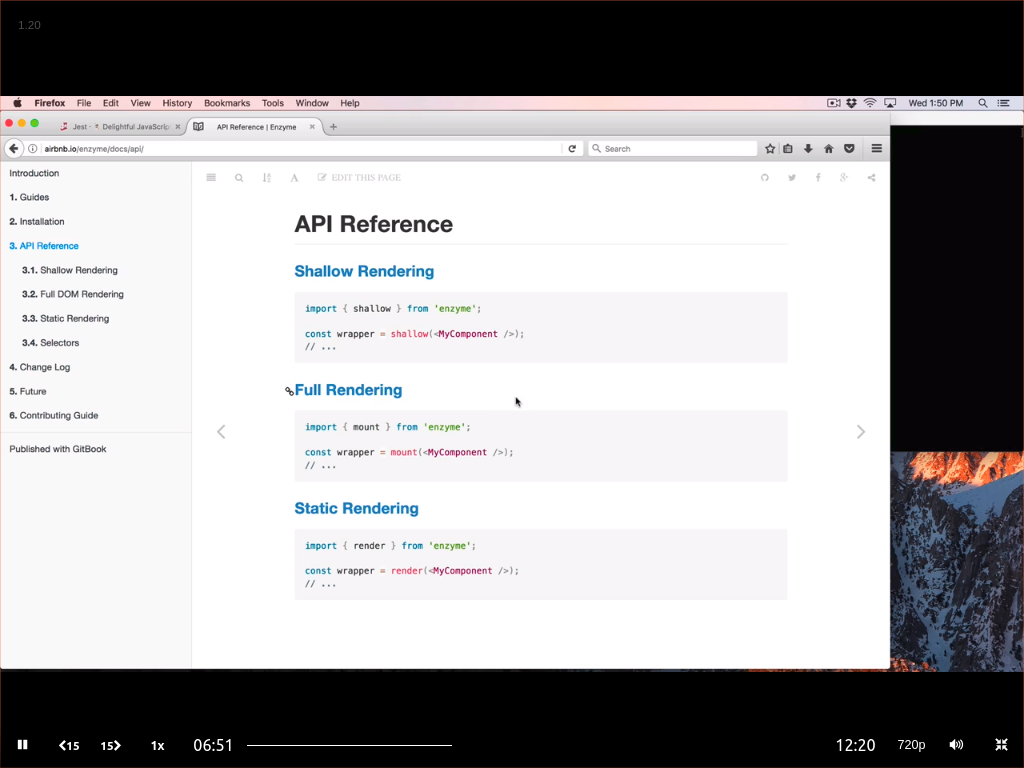 1.20
Firefox File Edit View History Bookmarks Tools Window Help Wed 1:50 PM
Jest · Delightful JavaScrip API Reference | Enzyme
airbnb.io/enzyme/docs/api/ Search
Introduction
1. Guides
2. Installation
3. API Reference
3.1. Shallow Rendering
3.2. Full DOM Rendering
3.3. Static Rendering
3.4. Selectors
4. Change Log
5. Future
6. Contributing Guide
Published with GitBook
A EDIT THIS PAGE
API Reference
Shallow Rendering
import { shallow } from 'enzyme';
const wrapper = shallow(<MyComponent />);
// ...
Full Rendering
import { mount } from 'enzyme';
const wrapper = mount(<MyComponent />);
// ...
Static Rendering
import { render } from 'enzyme';
const wrapper = render(<MyComponent />);
// ...
15 15 1x 06:51 12:20 720p